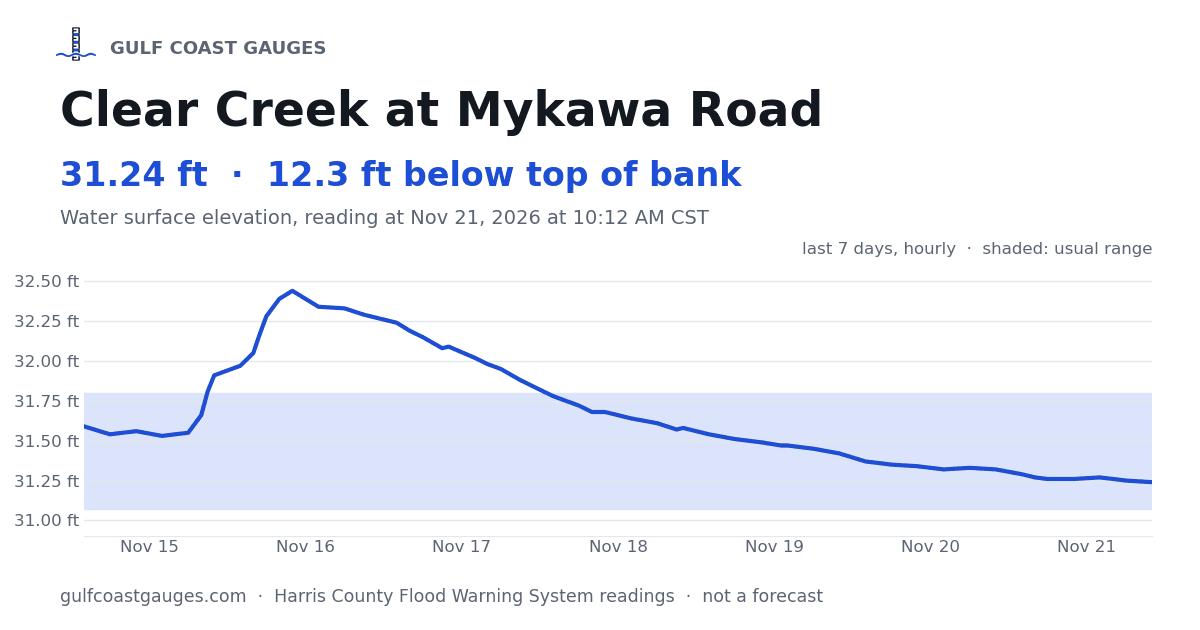 GULF COAST GAUGES
Clear Creek at Mykawa Road
31.24 ft · 12.3 ft below top of bank
Water surface elevation, reading at Nov 21, 2026 at 10:12 AM CST
last 7 days, hourly · shaded: usual range
32.50 ft
32.25 ft
32.00 ft
31.75 ft
31.50 ft
31.25 ft
31.00 ft
Nov 15 Nov 16 Nov 17 Nov 18 Nov 19 Nov 20 Nov 21
gulfcoastgauges.com · Harris County Flood Warning System readings · not a forecast